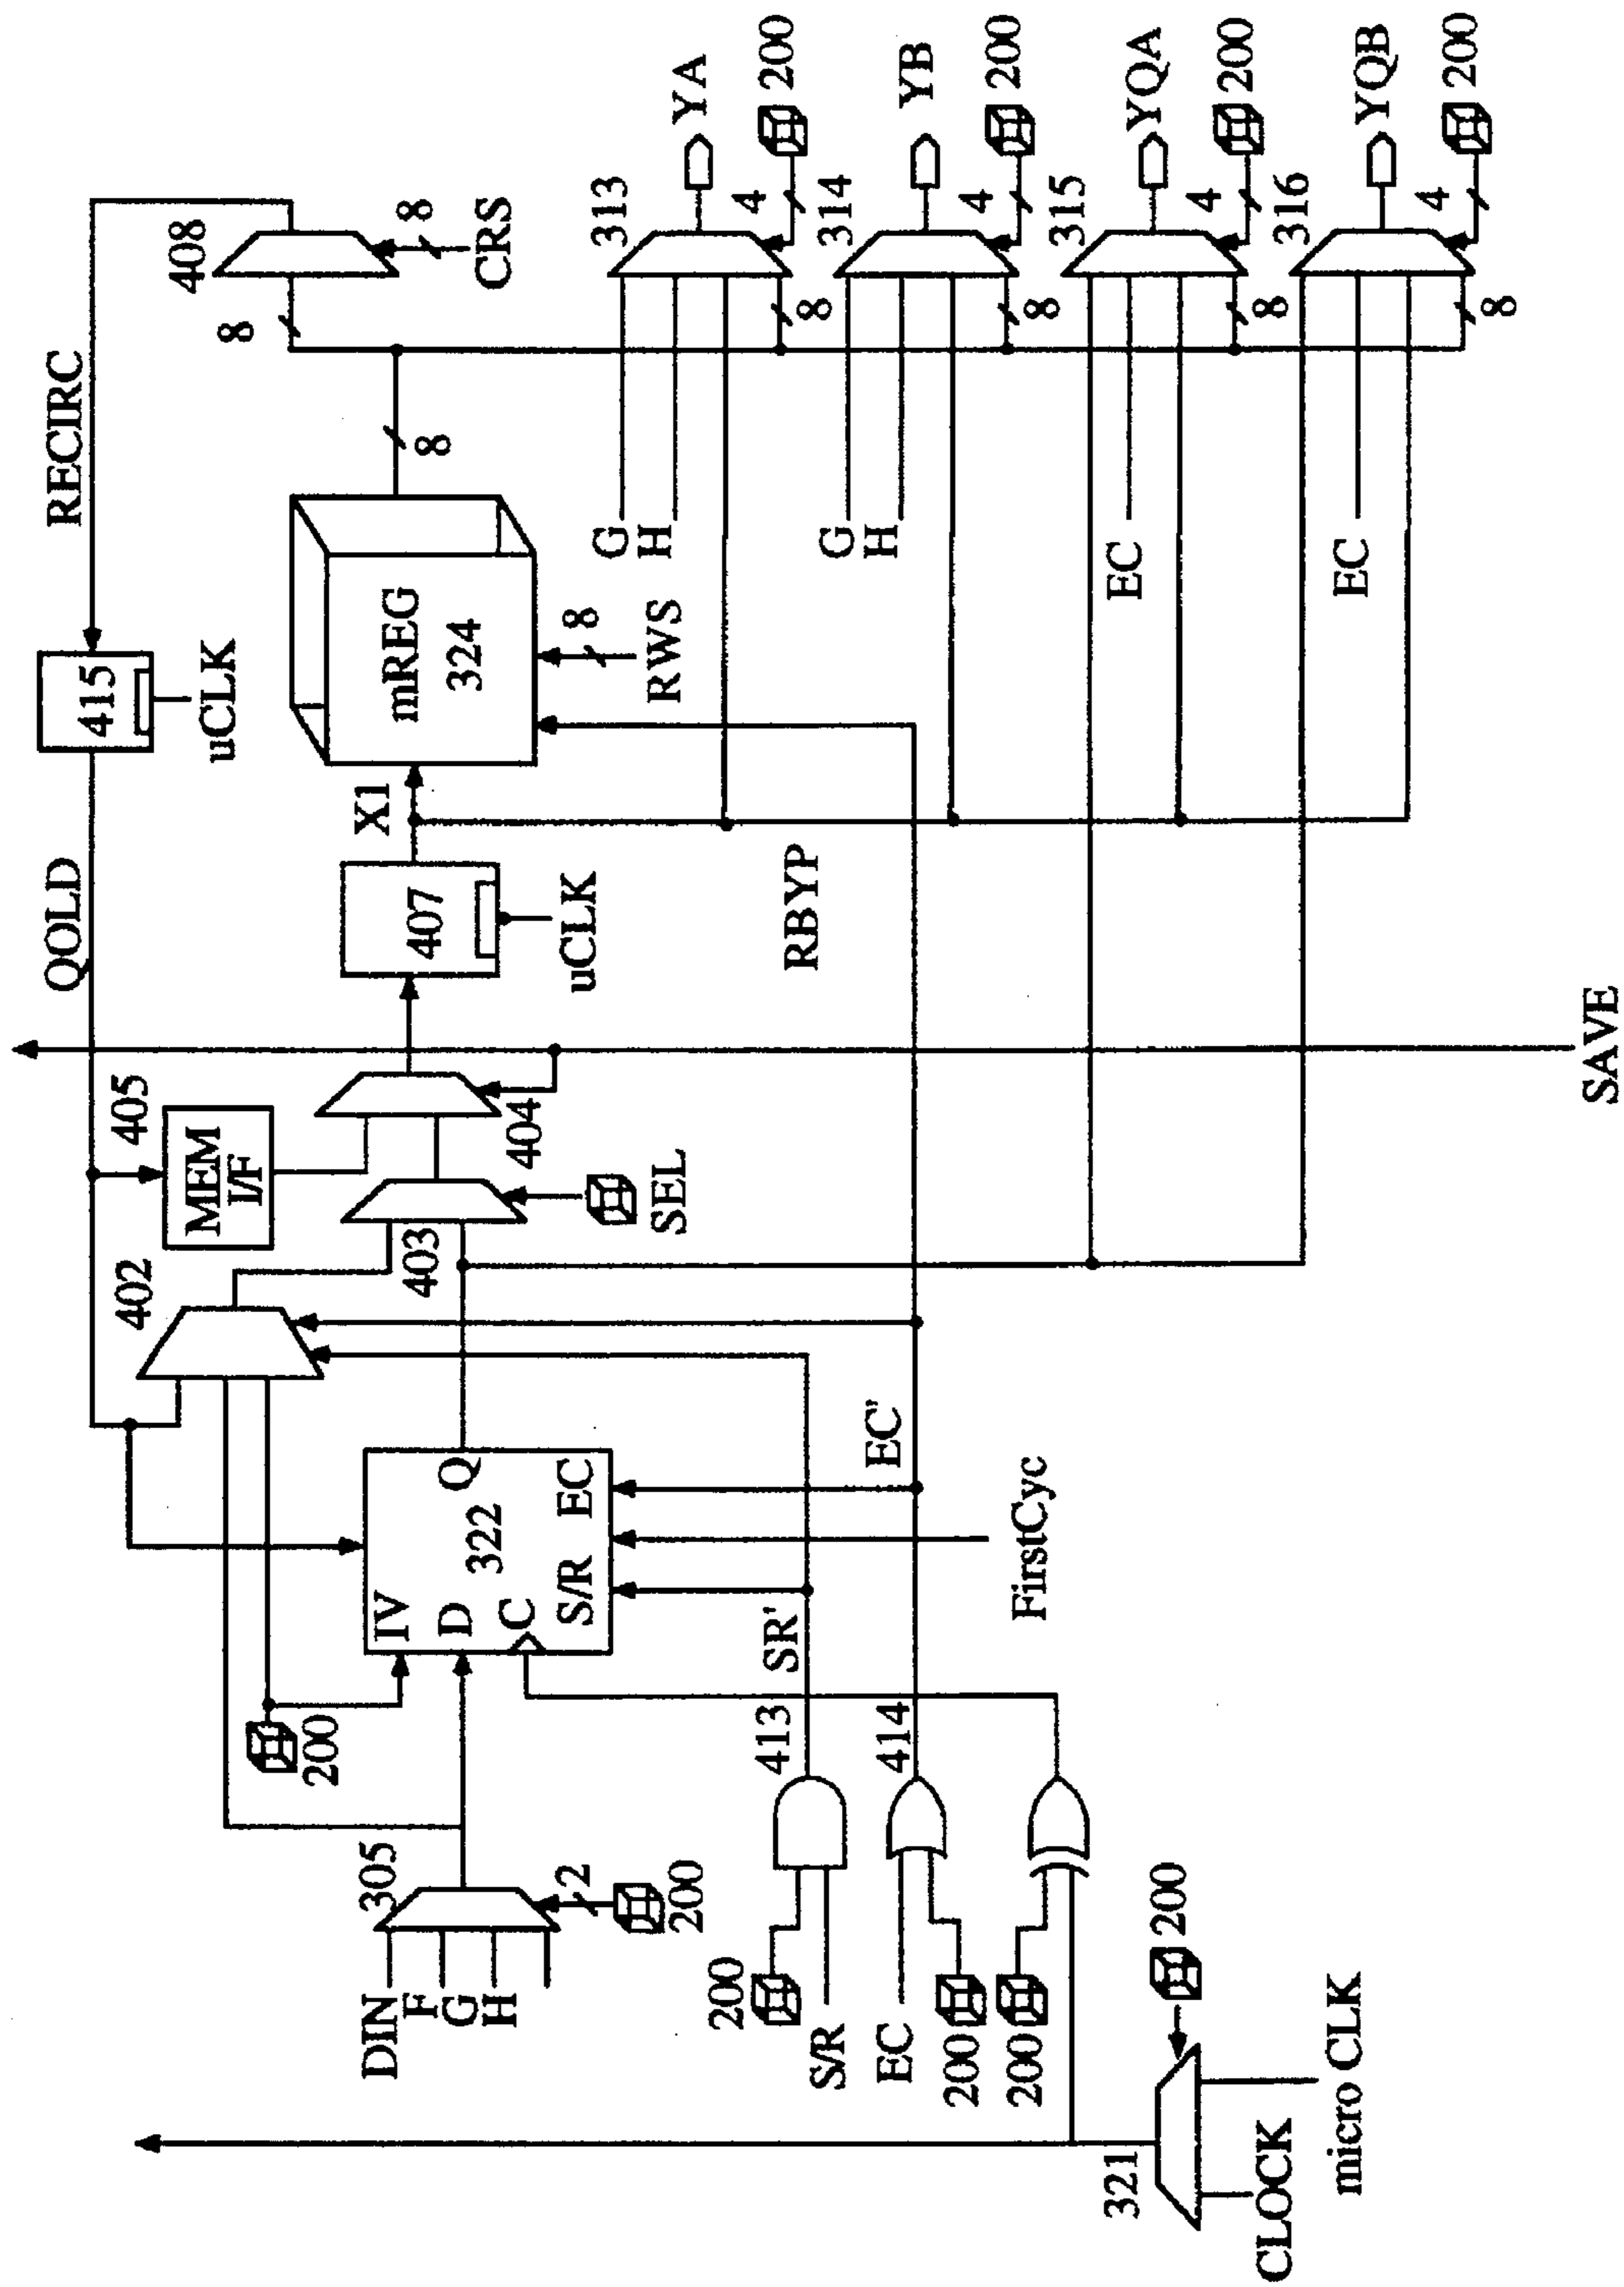 RECIRC
QOLD
415
uCLK
408
8
8
CRS
405
MEM
I/F
402
403
404
SEL
407
uCLK
X1
mREG
324
8
RWS
8
200
IV
D
C
Q
322
S/R
EC
DIN
F
G
H
305
2
200
200
S/R
413
SR'
EC
414
EC'
200
200
FirstCyc
RBYP
SAVE
G
H
313
8
4
YA
200
G
H
314
8
4
YB
200
EC
315
8
4
YQA
200
EC
316
8
4
YQB
200
321
200
CLOCK
micro CLK